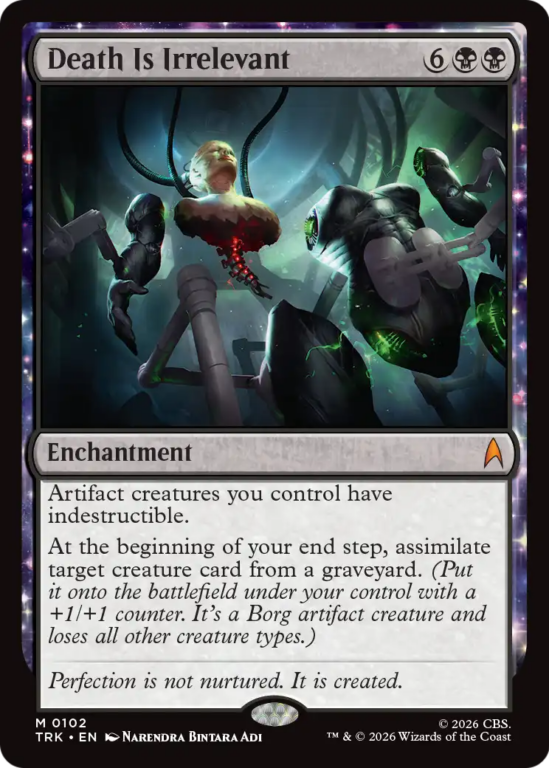 Death Is Irrelevant 6
Enchantment
Artifact creatures you control have
indestructible.
At the beginning of your end step, assimilate
target creature card from a graveyard. (Put
it onto the battlefield under your control with a
+1/+1 counter. It's a Borg artifact creature and
loses all other creature types.)
Perfection is not nurtured. It is created.
M 0102
TRK • EN Narendra Bintara Adi
© 2026 CBS.
™ & © 2026 Wizards of the Coast